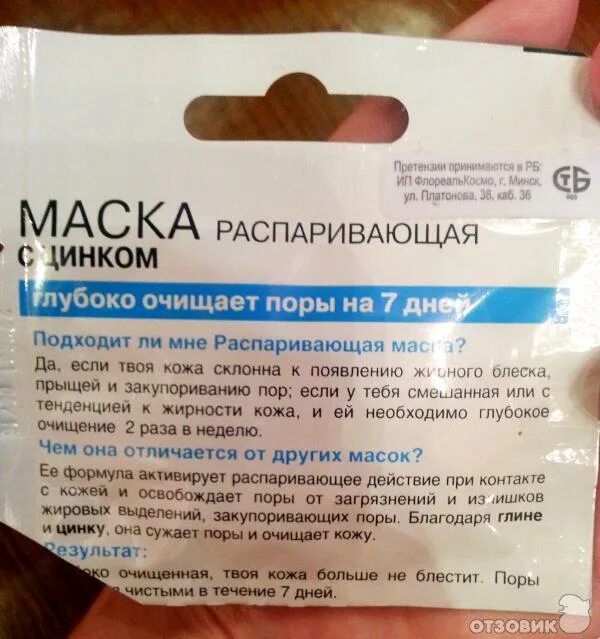 Претензии принимаются в РБ:
ИП ФлореальКосмо, г. Минск,
ул. Платонова, 36, каб. 36
СТБ
МАСКА РАСПАРИВАЮЩАЯ
С ЦИНКОМ
глубоко очищает поры на 7 дней
Подходит ли мне Распаривающая маска?
Да, если твоя кожа склонна к появлению жирного блеска,
прыщей и закупориванию пор; если у тебя смешанная или с
тенденцией к жирности кожа, и ей необходимо глубокое
очищение 2 раза в неделю.
Чем она отличается от других масок?
Ее формула активирует распаривающее действие при контакте
с кожей и освобождает поры от загрязнений и излишков
жировых выделений, закупоривающих поры. Благодаря глине
и цинку, она сужает поры и очищает кожу.
Результат:
очищенная, твоя кожа больше не блестит. Поры
чистыми в течение 7 дней.
ОТЗОВИК